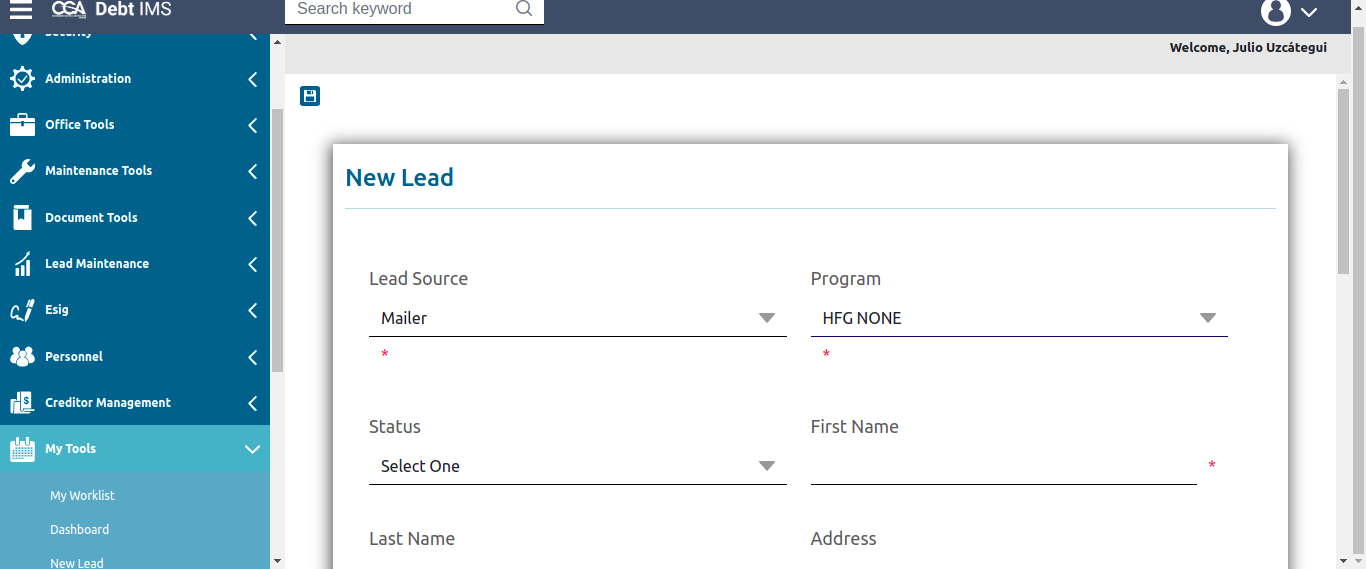 CGA Debt IMS
Search keyword
Welcome, Julio Uzcátegui
Security
Administration
Office Tools
Maintenance Tools
Document Tools
Lead Maintenance
Esig
Personnel
Creditor Management
My Tools
My Worklist
Dashboard
New Lead
New Lead
Lead Source
Program
Mailer
HFG NONE
*
*
Status
First Name
Select One
*
Last Name
Address